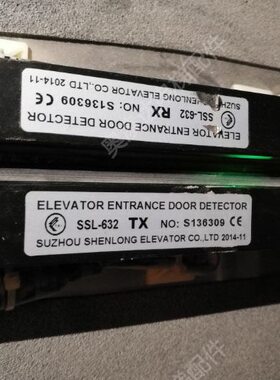 ELEVATOR ENTRANCE DOOR DETECTOR
SSL-632 RX NO: S136309 CE
SUZHOU SHENLONG ELEVATOR CO.,LTD 2014-11
ELEVATOR ENTRANCE DOOR DETECTOR
SSL-632 TX NO: S136309 CE
SUZHOU SHENLONG ELEVATOR CO.,LTD 2014-11